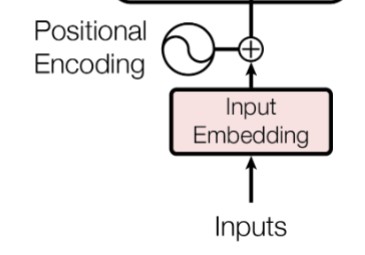 Positional
Encoding
Input
Embedding
Inputs